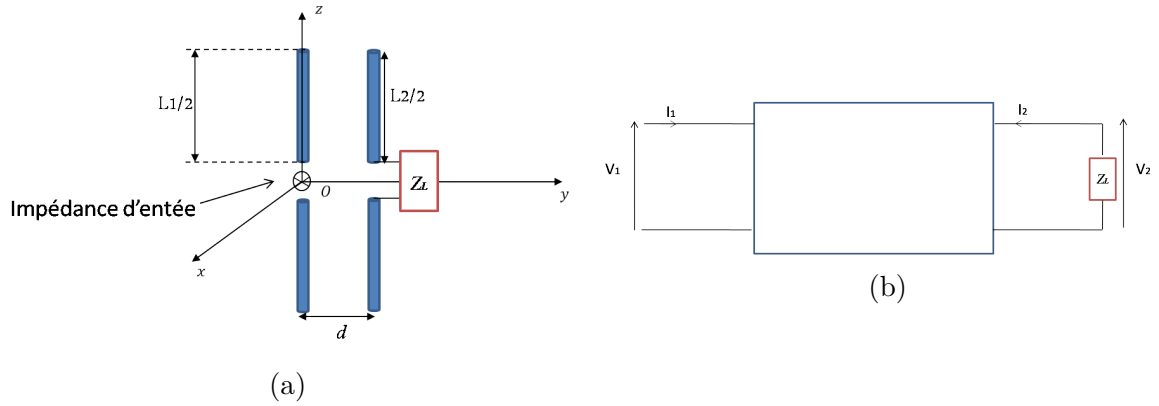 z
L1/2
L2/2
ZL
O
y
Impédance d'entée
x
d
(a)
I1
I2
V1
ZL
V2
(b)